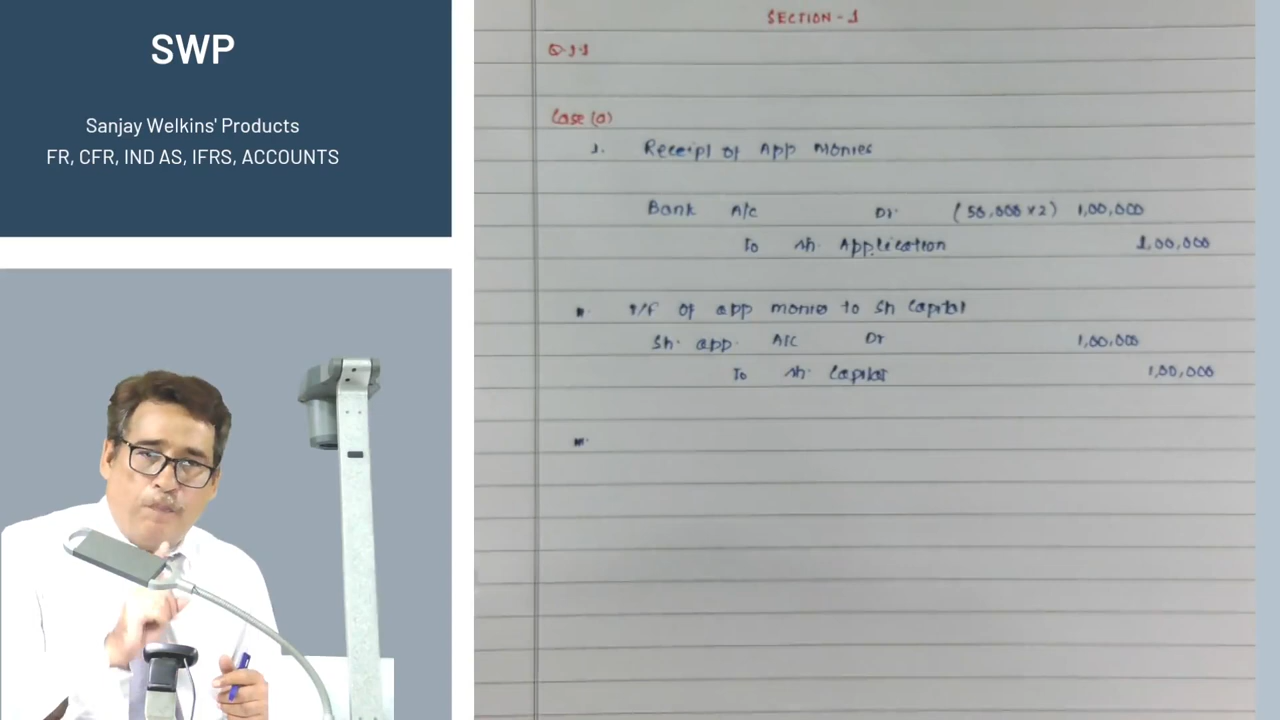 SWP
Sanjay Welkins' Products
FR, CFR, IND AS, IFRS, ACCOUNTS
SECTION - 1
Q.1.1
Case (a)
1. Receipt of App Monies
Bank A/c Dr. (50,000 x 2) 1,00,000
To sh. Application 1,00,000
T/F of app monies to Sh Capital
Sh. app. A/C Dr 1,00,000
To sh. Capital 1,00,000